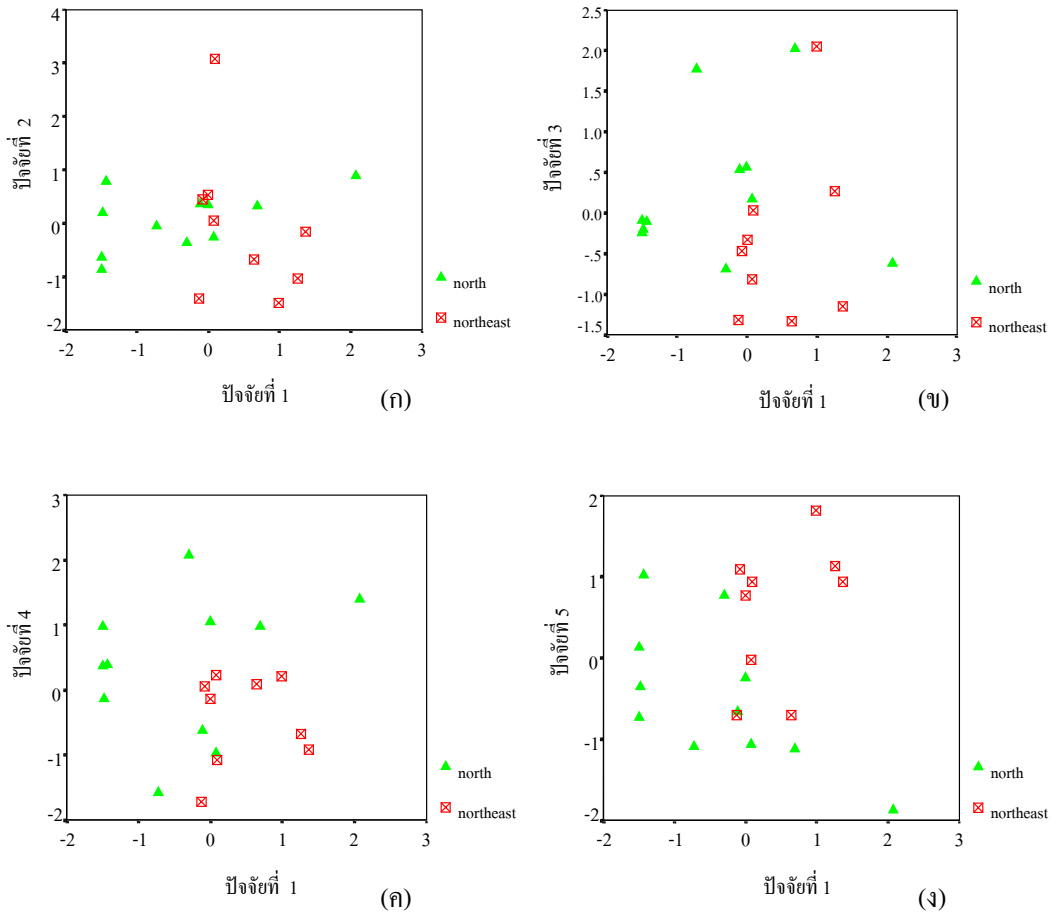 4
3
2
1
0
-1
-2
ปัจจัยที่ 2
-2 -1 0 1 2 3
ปัจจัยที่ 1
(ก)
north
northeast
2.5
2.0
1.5
1.0
.5
0.0
-.5
-1.0
-1.5
ปัจจัยที่ 3
-2 -1 0 1 2 3
ปัจจัยที่ 1
(ข)
north
northeast
3
2
1
0
-1
-2
ปัจจัยที่ 4
-2 -1 0 1 2 3
ปัจจัยที่ 1
(ค)
north
northeast
2
1
0
-1
-2
ปัจจัยที่ 5
-2 -1 0 1 2 3
ปัจจัยที่ 1
(ง)
north
northeast